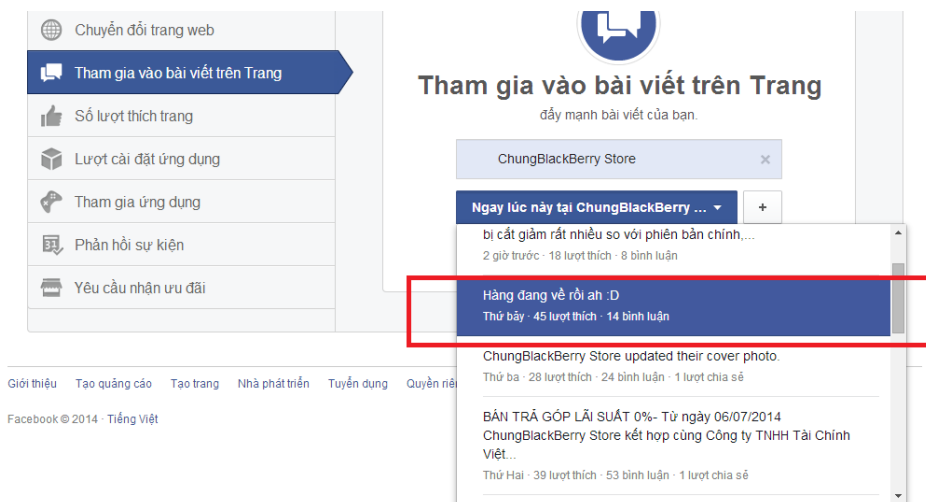 Chuyển đổi trang web
Tham gia vào bài viết trên Trang
Số lượt thích trang
Lượt cài đặt ứng dụng
Tham gia ứng dụng
31
Phản hồi sự kiện
Yêu cầu nhận ưu đãi
Tham gia vào bài viết trên Trang
đẩy mạnh bài viết của bạn.
ChungBlackBerry Store ×
Ngay lúc này tại ChungBlackBerry ... +
bị cắt giảm rất nhiều so với phiên bản chính,...
2 giờ trước · 18 lượt thích · 8 bình luận
Hàng đang về rồi ah :D
Thứ bảy · 45 lượt thích · 14 bình luận
ChungBlackBerry Store updated their cover photo.
Thứ ba · 28 lượt thích · 24 bình luận · 1 lượt chia sẻ
BÁN TRẢ GÓP LÃI SUẤT 0%- Từ ngày 06/07/2014
ChungBlackBerry Store kết hợp cùng Công ty TNHH Tài Chính
Việt...
Thứ Hai · 39 lượt thích · 53 bình luận · 1 lượt chia sẻ
Giới thiệu Tạo quảng cáo Tạo trang Nhà phát triển Tuyển dụng Quyền riê
Facebook © 2014 · Tiếng Việt